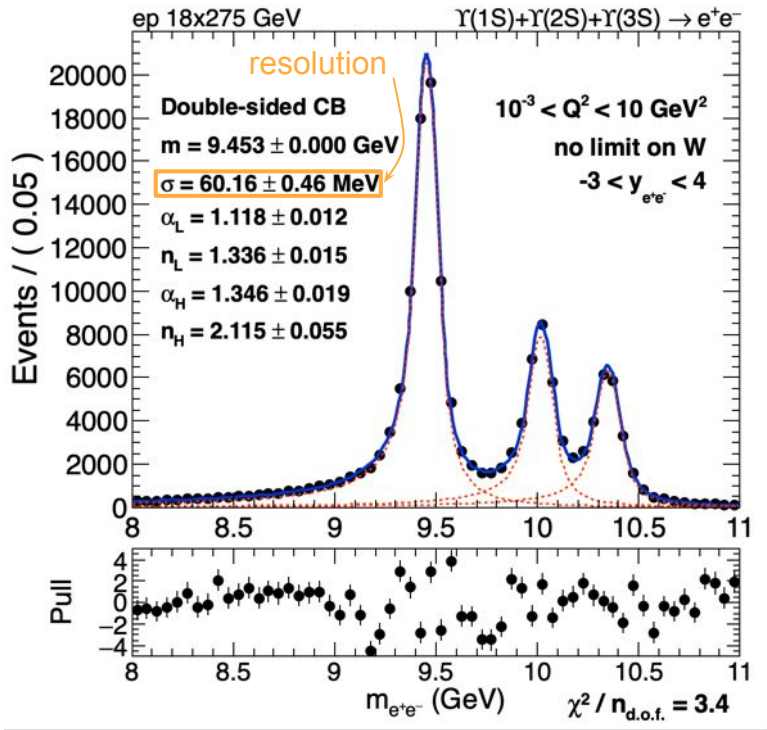 ep 18x275 GeV
ϒ(1S)+ϒ(2S)+ϒ(3S) → e⁺e⁻
resolution
Double-sided CB
m = 9.453 ± 0.000 GeV
σ = 60.16 ± 0.46 MeV
α_L = 1.118 ± 0.012
n_L = 1.336 ± 0.015
α_H = 1.346 ± 0.019
n_H = 2.115 ± 0.055
10⁻³ < Q² < 10 GeV²
no limit on W
-3 < y_e⁺e⁻ < 4
Events / ( 0.05 )
20000
18000
16000
14000
12000
10000
8000
6000
4000
2000
0
8 8.5 9 9.5 10 10.5 11
Pull
4
2
0
−2
−4
8 8.5 9 9.5 10 10.5 11
m_e⁺e⁻ (GeV)
χ² / n_d.o.f. = 3.4